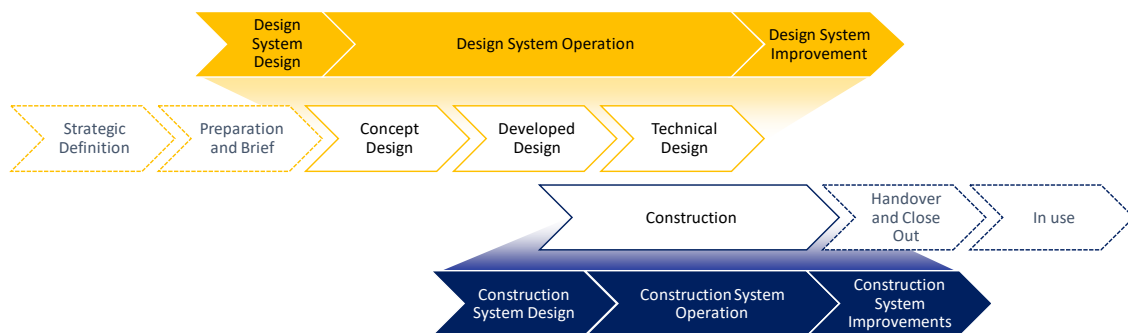 Design
System
Design
Design System Operation
Design System
Improvement
Strategic
Definition
Preparation
and Brief
Concept
Design
Developed
Design
Technical
Design
Construction
Handover
and Close
Out
In use
Construction
System Design
Construction System
Operation
Construction
System
Improvements